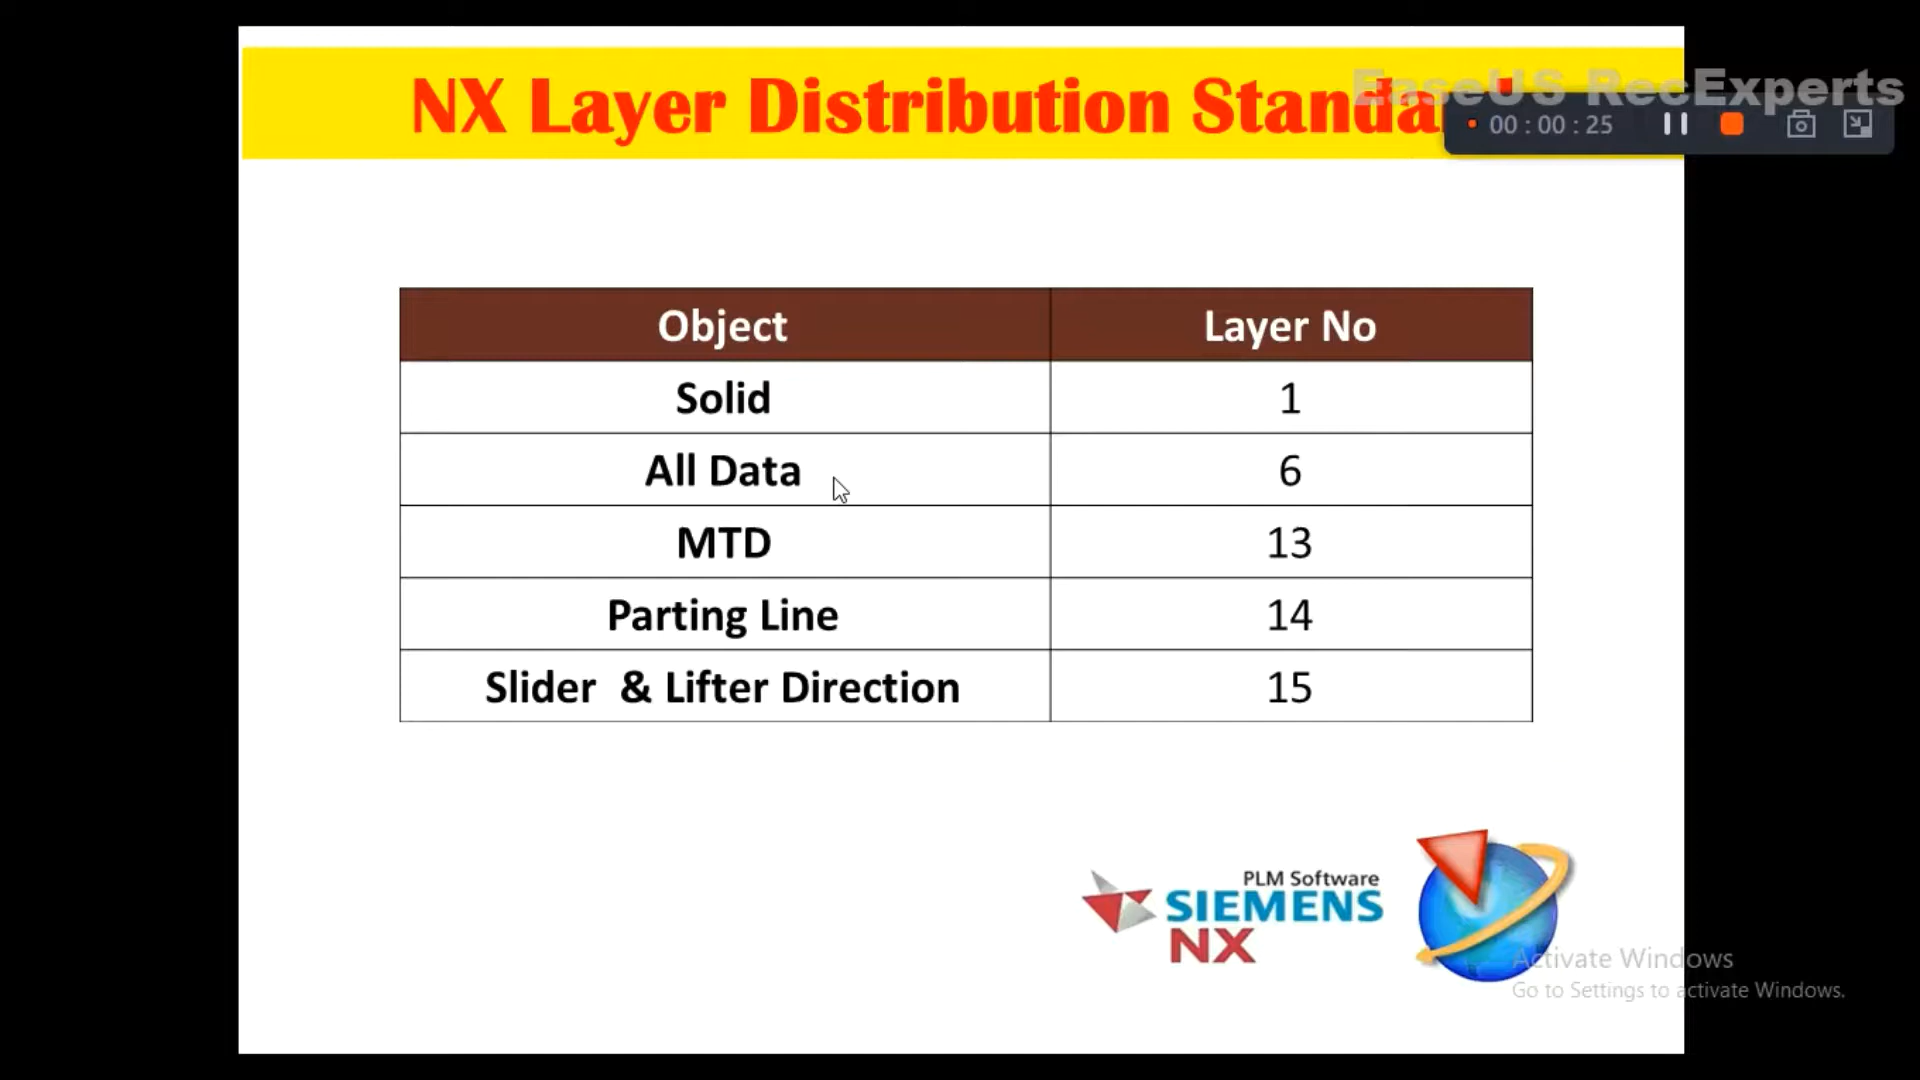 EaseUS RecExperts
NX Layer Distribution
00 : 00 : 25
Object Layer No
Solid 1
All Data 6
MTD 13
Parting Line 14
Slider & Lifter Direction 15
PLM Software
SIEMENS
NX
Activate Windows
Go to Settings to activate Windows.